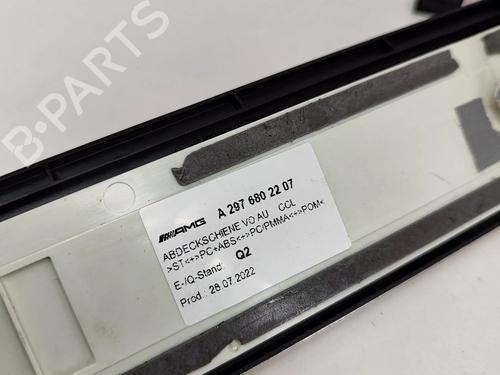 B-PARTS
AMG A 297 680 22 07
ABDECKSCHIENE VO AU CCL
>ST<+>PC+ABS<+>PC/PMMA<+>POM<
E-/Q-Stand Q2
Prod.: 28.07.2022